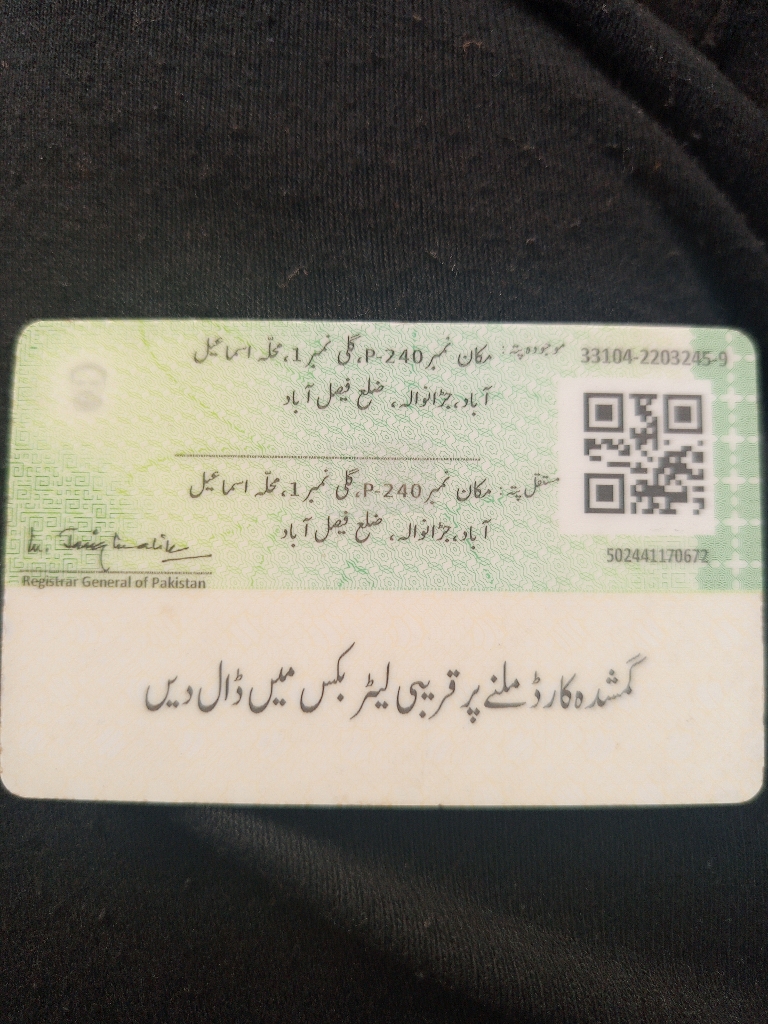 موجودہ پتہ: مکان نمبر P-240، گلی نمبر 1، محلّہ اسماعیل
آباد، جڑانوالہ، ضلع فیصل آباد
33104-2203245-9
مستقل پتہ: مکان نمبر P-240، گلی نمبر 1، محلّہ اسماعیل
آباد، جڑانوالہ، ضلع فیصل آباد
502441170672
Registrar General of Pakistan
گمشدہ کارڈ ملنے پر قریبی لیٹر بکس میں ڈال دیں